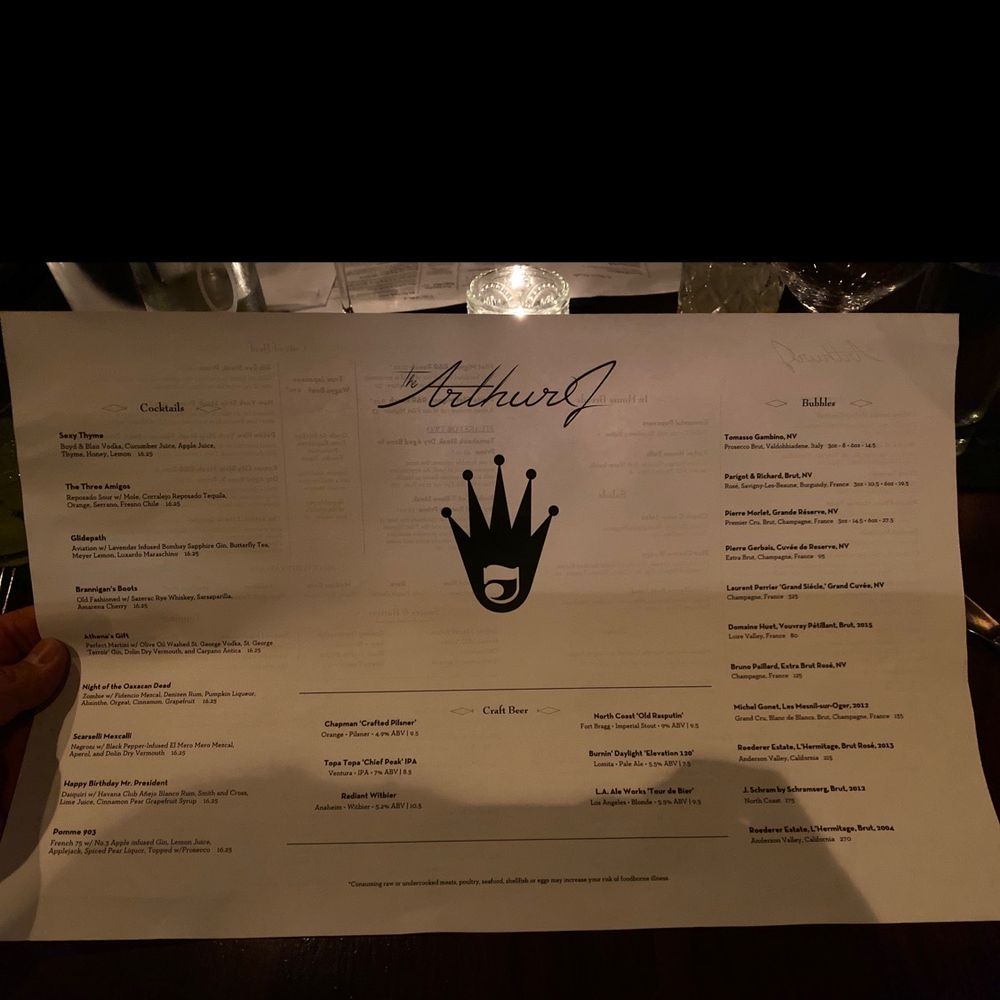 The ArthurJ
Cocktails
Sexy Thyme
Boyd & Blau Vodka, Cucumber Juice, Apple Juice,
Thyme, Honey, Lemon 16.25
The Three Amigos
Reposado Sour w/ Mole, Corralejo Reposado Tequila,
Orange, Serrano, Fresno Chile 16.25
Glidepath
Aviation w/ Lavender Infused Bombay Sapphire Gin, Butterfly Tea,
Meyer Lemon, Luxardo Maraschino 16.25
Brannigan's Boots
Old Fashioned w/ Sazerac Rye Whiskey, Sarsaparilla,
Amarena Cherry 16.25
Athena's Gift
Perfect Martini w/ Olive Oil Washed St. George Vodka, St. George
'Terroir' Gin, Dolin Dry Vermouth, and Carpano Antica 16.25
Night of the Oaxacan Dead
Zombie w/ Fidencio Mezcal, Denizen Rum, Pumpkin Liqueur,
Absinthe, Orgeat, Cinnamon, Grapefruit 16.25
Scarselli Mexcalli
Negroni w/ Black Pepper-Infused El Mero Mero Mezcal,
Aperol, and Dolin Dry Vermouth 16.25
Happy Birthday Mr. President
Daiquiri w/ Havana Club Añejo Blanco Rum, Smith and Cross,
Lime Juice, Cinnamon Pear Grapefruit Syrup 16.25
Pomme 903
French 75 w/ No.3 Apple infused Gin, Lemon Juice,
Applejack, Spiced Pear Liquor, Topped w/Prosecco 16.25
Craft Beer
Chapman 'Crafted Pilsner'
Orange • Pilsner • 4.9% ABV | 9.5
Topa Topa 'Chief Peak' IPA
Ventura • IPA • 7% ABV | 8.5
Radiant Witbier
Anaheim • Witbier • 5.2% ABV | 10.5
North Coast 'Old Rasputin'
Fort Bragg • Imperial Stout • 9% ABV | 9.5
Burnin' Daylight 'Elevation 120'
Lomita • Pale Ale • 5.5% ABV | 7.5
L.A. Ale Works 'Tour de Bier'
Los Angeles • Blonde • 5.5% ABV | 9.5
*Consuming raw or undercooked meats, poultry, seafood, shellfish or eggs may increase your risk of foodborne illness
Bubbles
Tomasso Gambino, NV
Prosecco Brut, Valdobbiadene, Italy 3oz - 8 • 6oz - 14.5
Parigot & Richard, Brut, NV
Rosé, Savigny-Les-Beaune, Burgundy, France 3oz - 10.5 • 6oz - 19.5
Pierre Morlet, Grande Réserve, NV
Premier Cru, Brut, Champagne, France 3oz - 14.5 • 6oz - 27.5
Pierre Gerbais, Cuvée de Reserve, NV
Extra Brut, Champagne, France 95
Laurent Perrier 'Grand Siécle,' Grand Cuvée, NV
Champagne, France 325
Domaine Huet, Vouvray Pétillant, Brut, 2015
Loire Valley, France 80
Bruno Paillard, Extra Brut Rosé, NV
Champagne, France 125
Michel Gonet, Les Mesnil-sur-Oger, 2012
Grand Cru, Blanc de Blancs, Brut, Champagne, France 135
Roederer Estate, L'Hermitage, Brut Rosé, 2013
Anderson Valley, California 115
J. Schram by Schramserg, Brut, 2012
North Coast 175
Roederer Estate, L'Hermitage, Brut, 2004
Anderson Valley, California 270